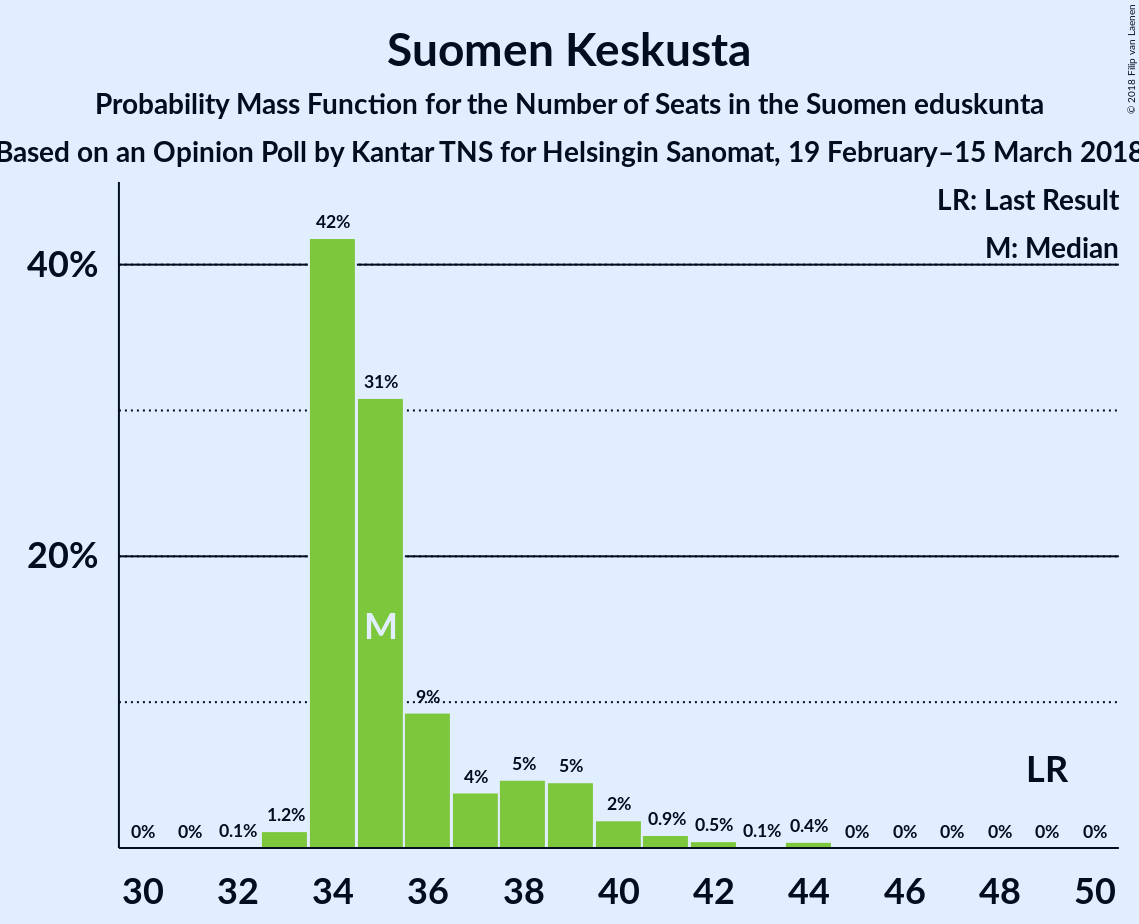 Suomen Keskusta
Probability Mass Function for the Number of Seats in the Suomen eduskunta
Based on an Opinion Poll by Kantar TNS for Helsingin Sanomat, 19 February–15 March 2018
© 2018 Filip van Laenen
LR: Last Result
M: Median
40%
20%
42%
31%
M
9%
4%
5%
5%
2%
0.9%
0.5%
0.1%
0.4%
0%
0%
0%
0%
0%
0%
0%
0%
0.1%
1.2%
LR
30 32 34 36 38 40 42 44 46 48 50